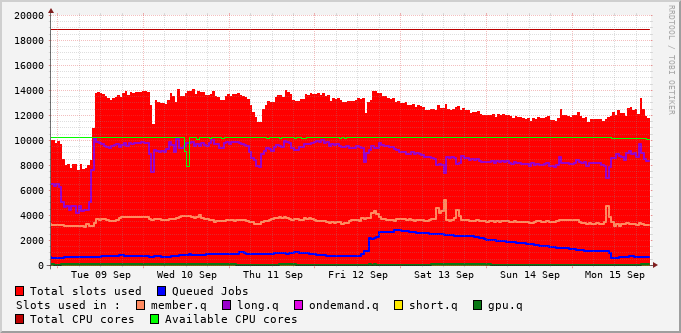 RRDTOOL / TOBI OETIKER
20000
18000
16000
14000
12000
10000
8000
6000
4000
2000
0
Tue 09 Sep Wed 10 Sep Thu 11 Sep Fri 12 Sep Sat 13 Sep Sun 14 Sep Mon 15 Sep
Total slots used Queued Jobs
Slots used in : member.q long.q ondemand.q short.q gpu.q
Total CPU cores Available CPU cores